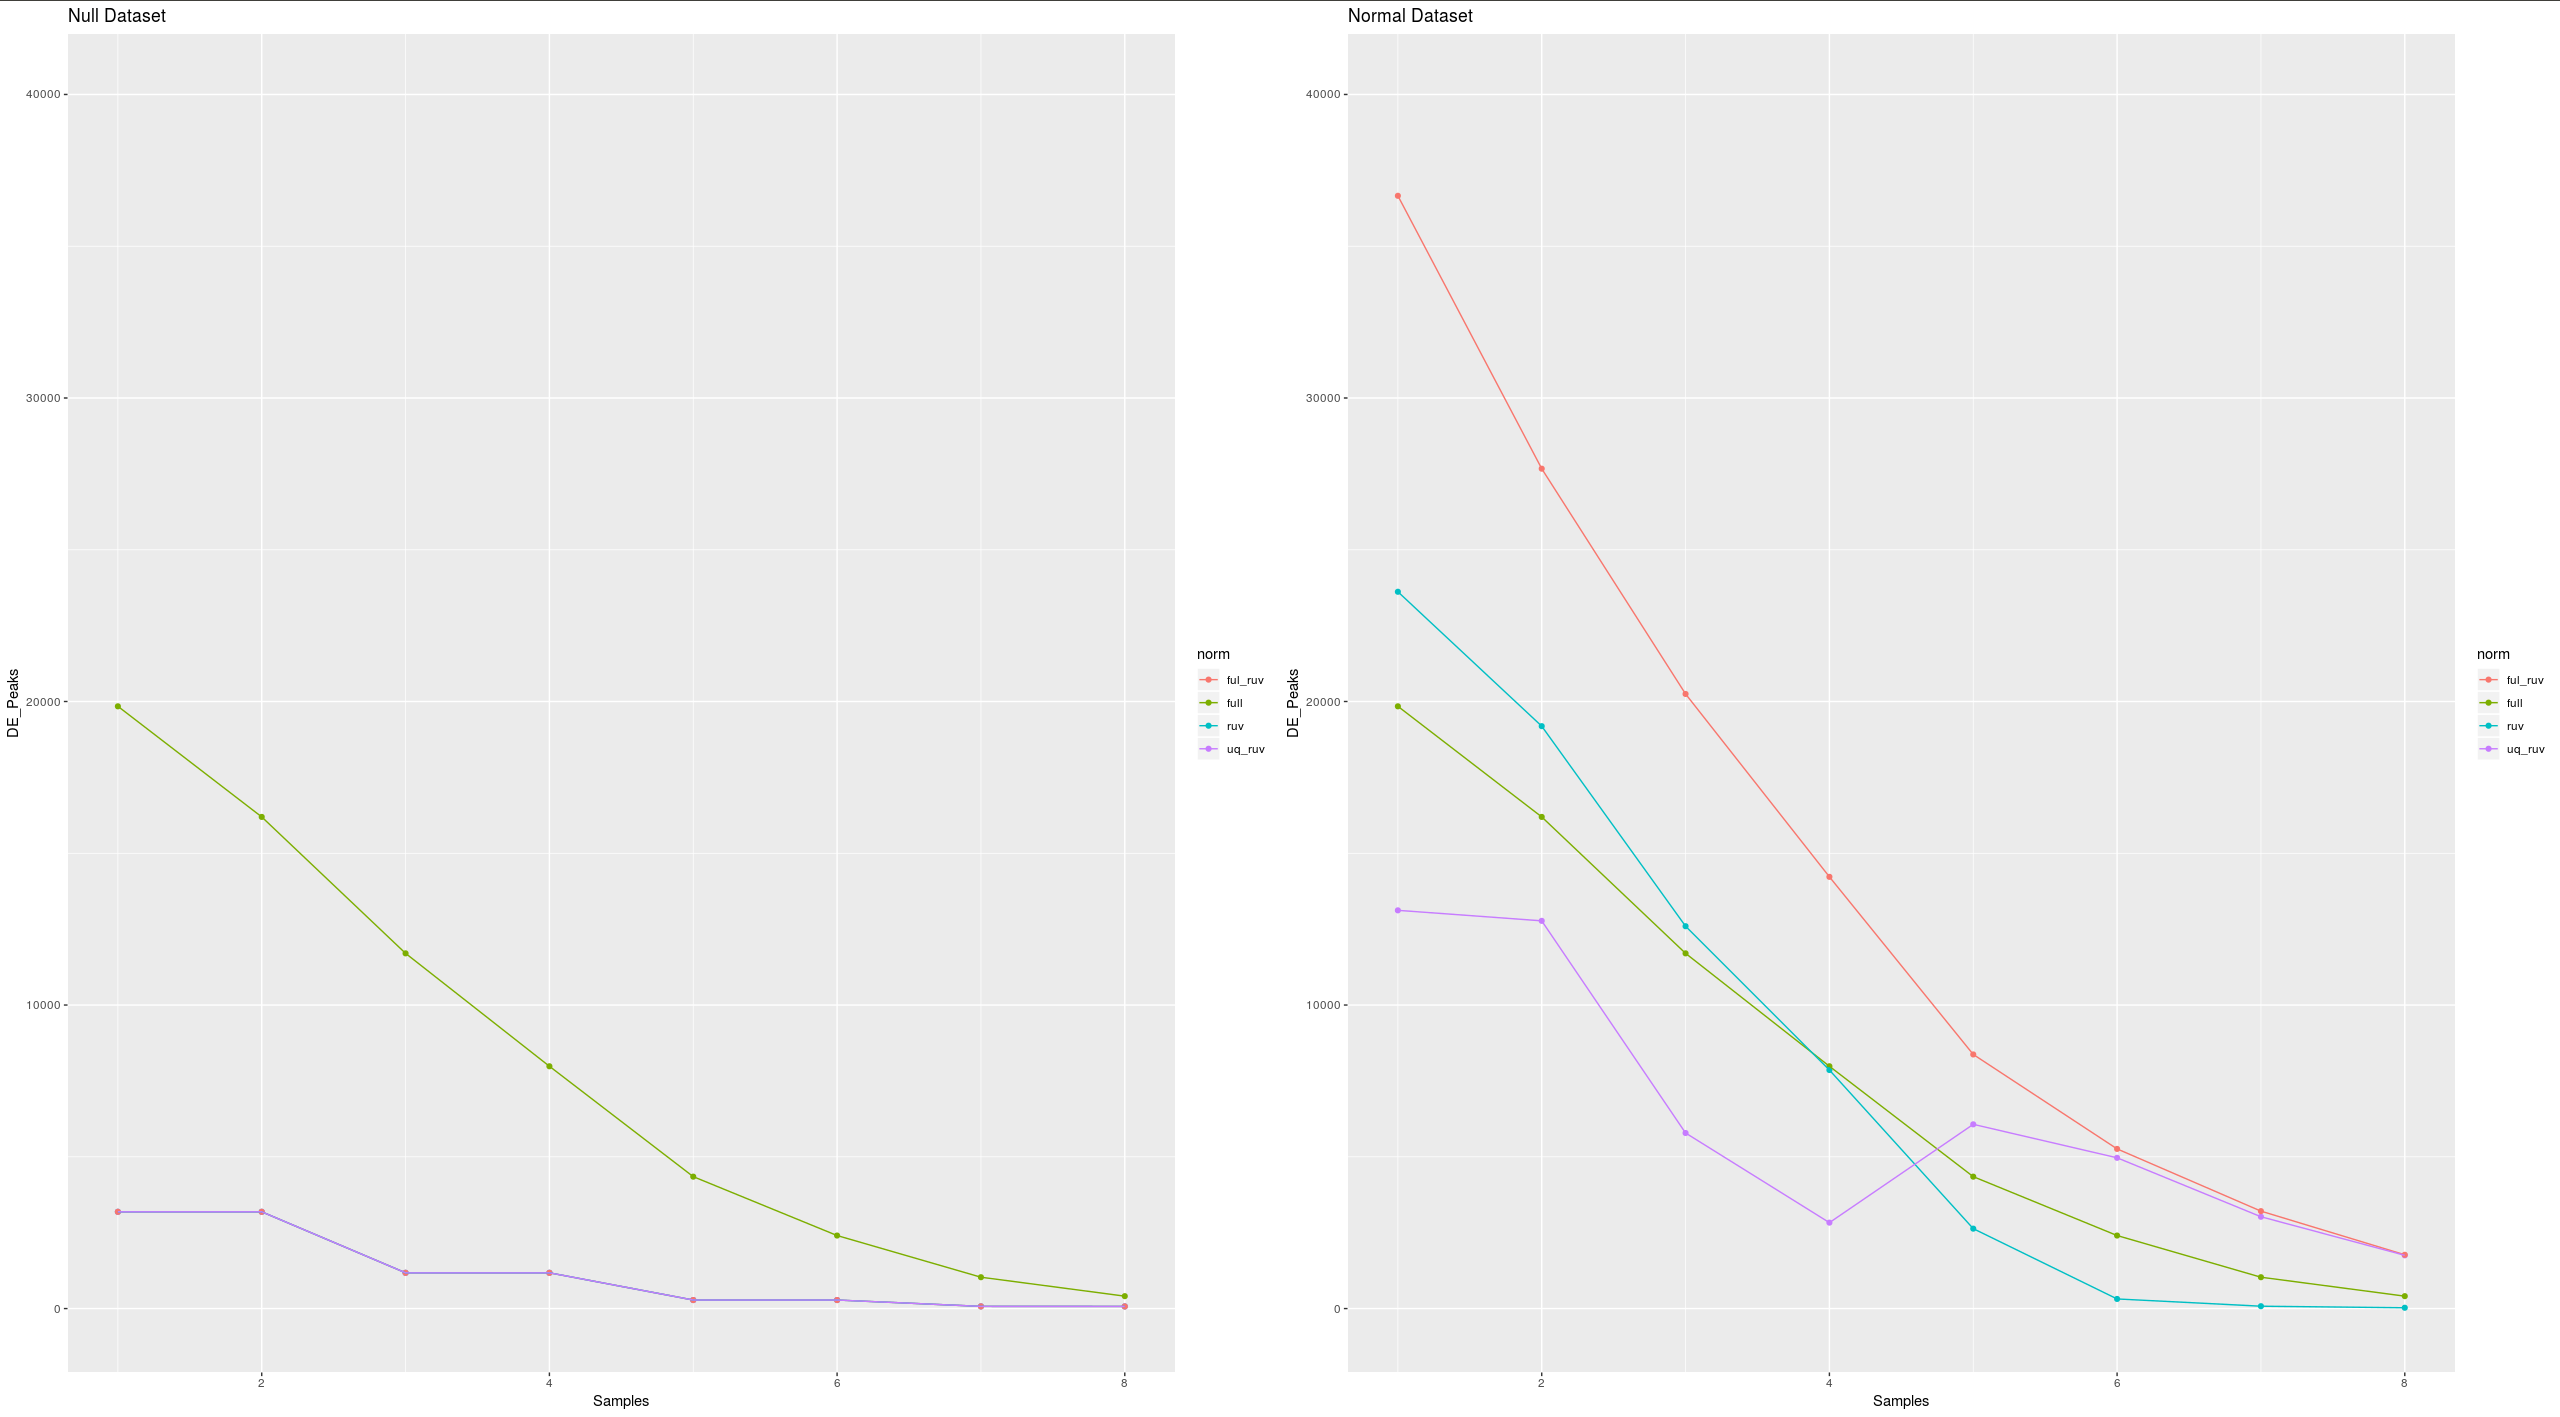 Null Dataset
40000
30000
20000
10000
0
DE_Peaks
2
4
6
8
Samples
norm
ful_ruv
full
ruv
uq_ruv
Normal Dataset
40000
30000
20000
10000
0
DE_Peaks
2
4
6
8
Samples
norm
ful_ruv
full
ruv
uq_ruv